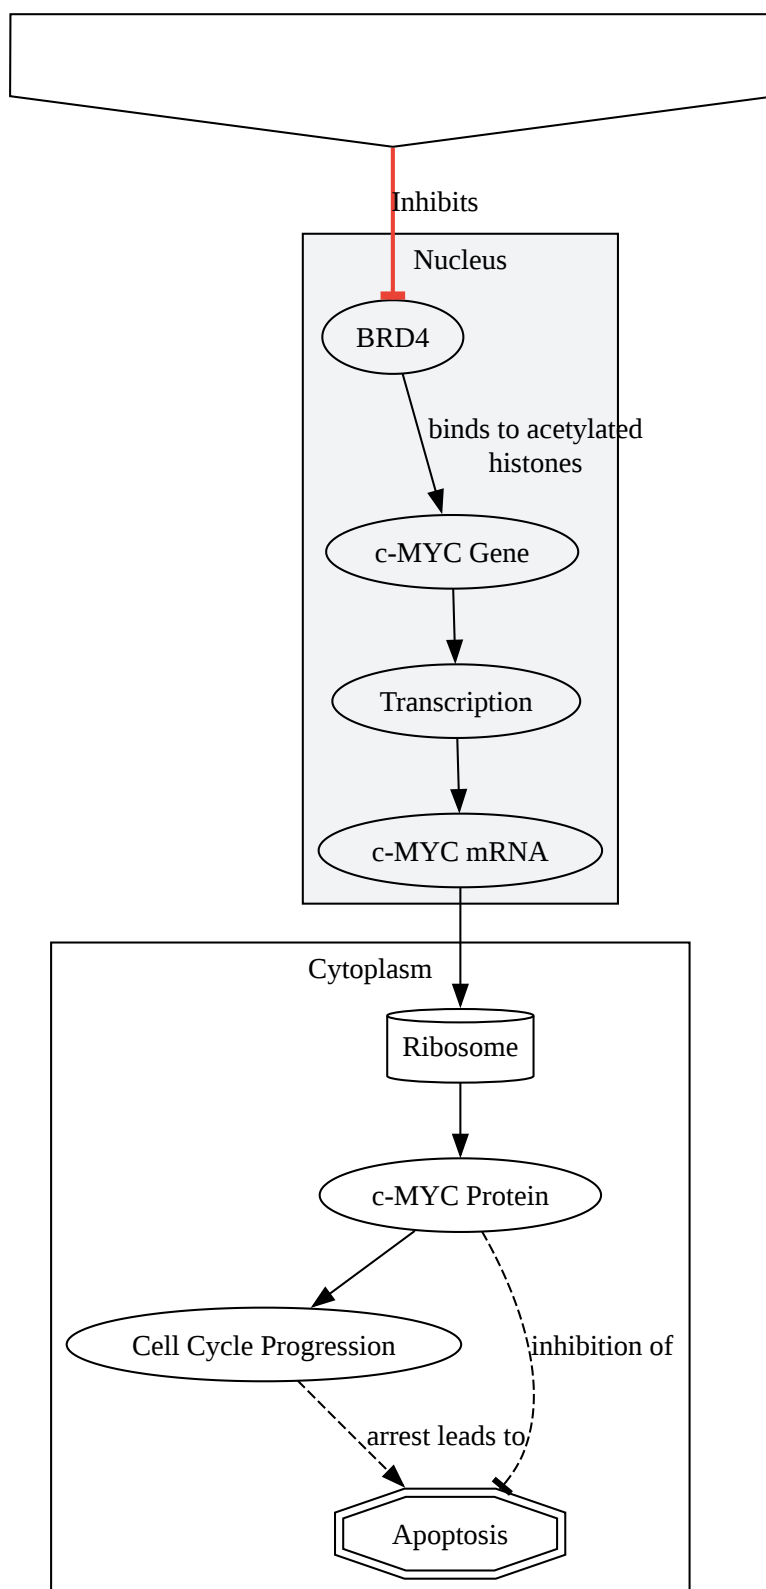 Inhibits
Nucleus
BRD4
binds to acetylated
histones
c-MYC Gene
Transcription
c-MYC mRNA
Cytoplasm
Ribosome
c-MYC Protein
Cell Cycle Progression
inhibition of
arrest leads to
Apoptosis